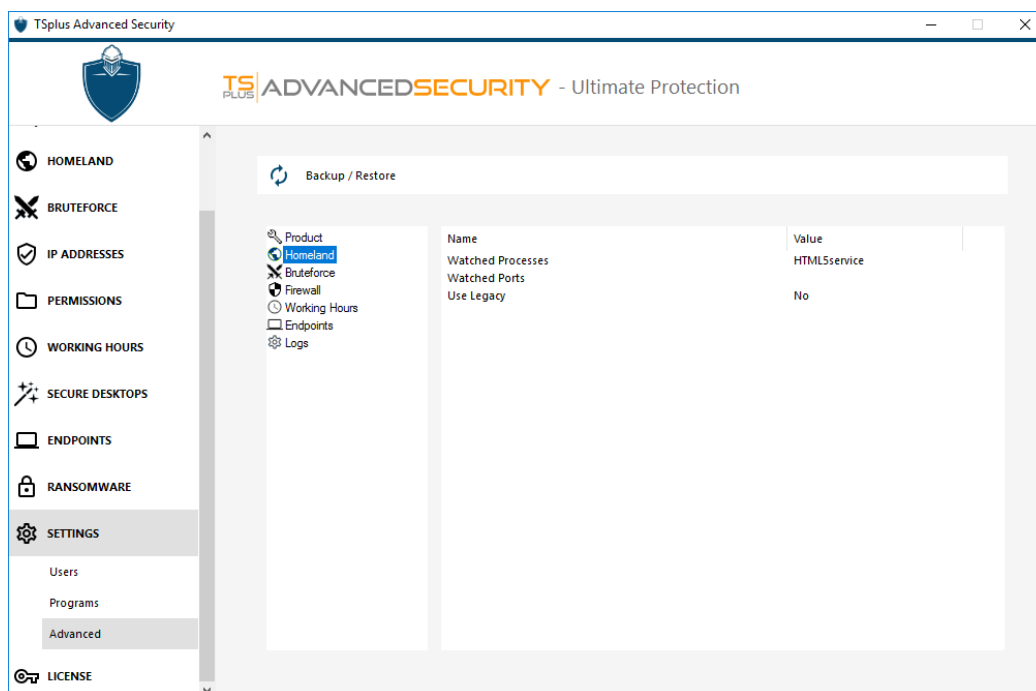 TSplus Advanced Security
TS PLUS ADVANCEDSECURITY - Ultimate Protection
HOMELAND
BRUTEFORCE
IP ADDRESSES
PERMISSIONS
WORKING HOURS
SECURE DESKTOPS
ENDPOINTS
RANSOMWARE
SETTINGS
Users
Programs
Advanced
LICENSE
Backup / Restore
Product
Homeland
Bruteforce
Firewall
Working Hours
Endpoints
Logs
Name Value
Watched Processes HTML5service
Watched Ports
Use Legacy No